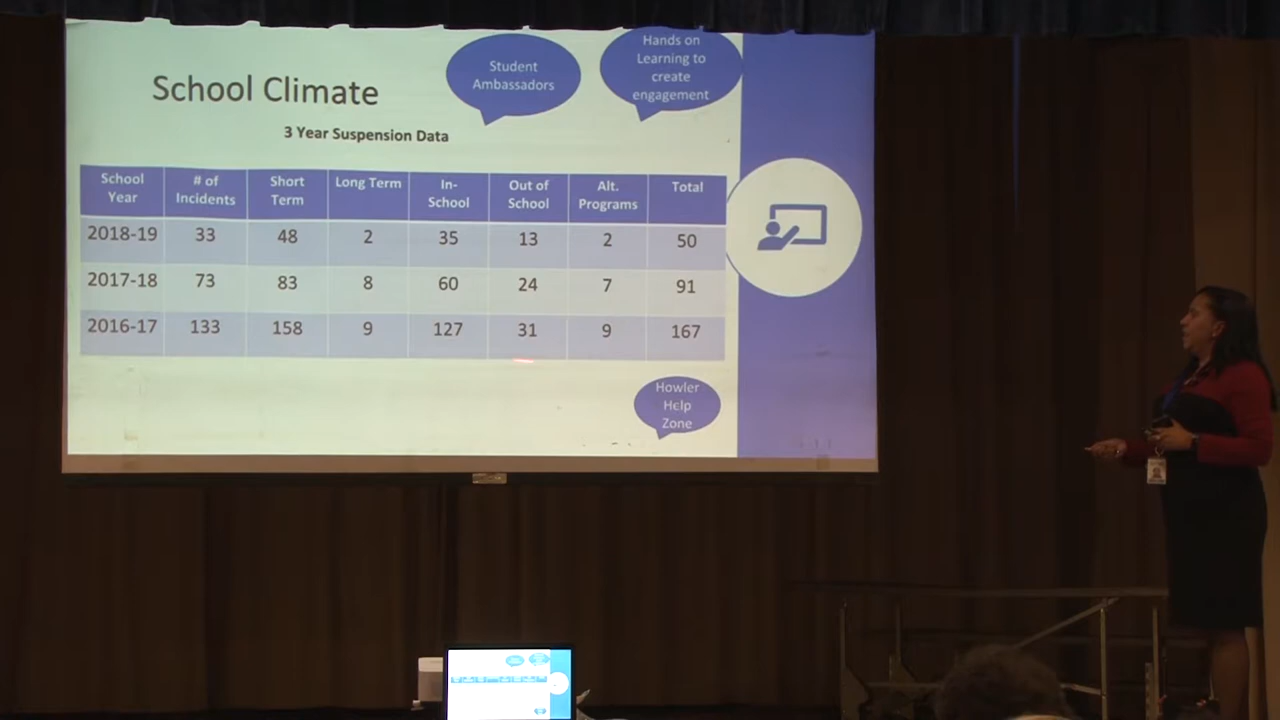 Student
Ambassadors
Hands on
Learning to
create
engagement
School Climate
3 Year Suspension Data
School Year # of Incidents Short Term Long Term In-School Out of School Alt. Programs Total
2018-19 33 48 2 35 13 2 50
2017-18 73 83 8 60 24 7 91
2016-17 133 158 9 127 31 9 167
Howler
Help
Zone